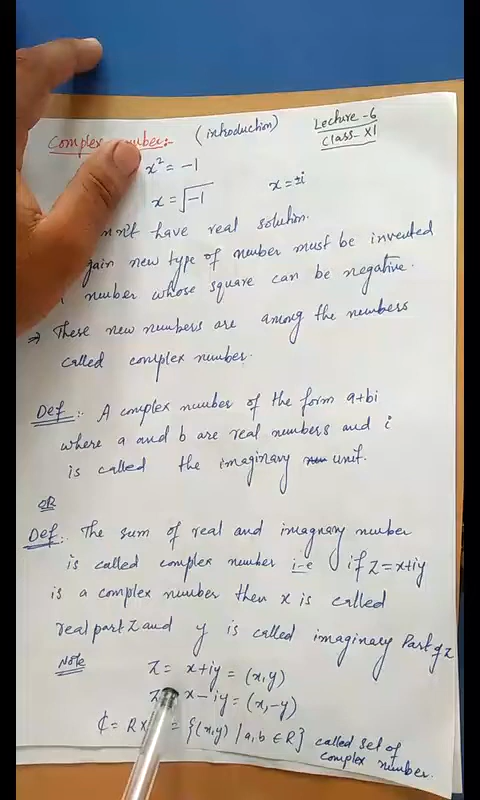 Complex number:- (introduction) Lecture-6
Class-XI
x² = -1
x = √-1 x = ±i
n't have real solution.
gain new type of number must be invented
number whose square can be negative.
⇒ These new numbers are among the numbers
called complex number.
Def:. A complex number of the form a+bi
where a and b are real numbers and i
is called the imaginary unit.
OR
Def:. The sum of real and imagnary number
is called complex number i-e if Z=x+iy
is a complex number then x is called
real part Z and y is called imaginary Part of Z
Note
Z = x+iy = (x,y)
x-iy = (x,-y)
₵ = R× = {(x,y) / a,b ∈ R} called set of
complex number.